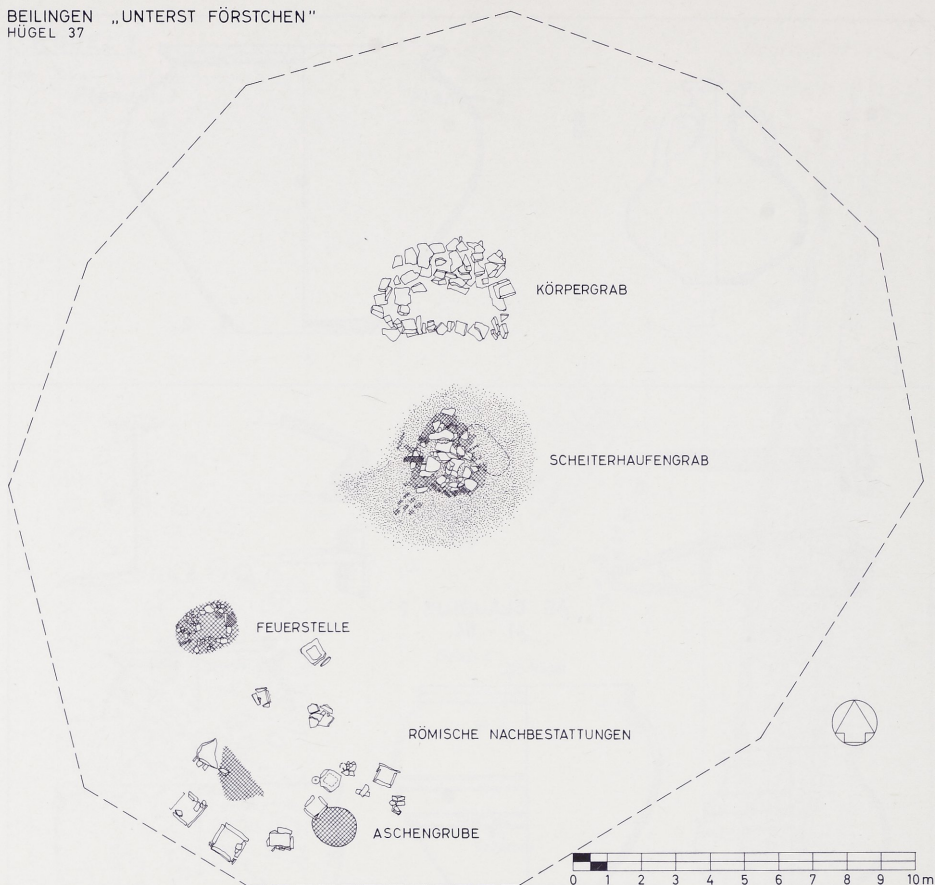 BEILINGEN „UNTERST FÖRSTCHEN"
HÜGEL 37
KÖRPERGRAB
SCHEITERHAUFENGRAB
FEUERSTELLE
RÖMISCHE NACHBESTATTUNGEN
ASCHENGRUBE
0 1 2 3 4 5 6 7 8 9 10 m